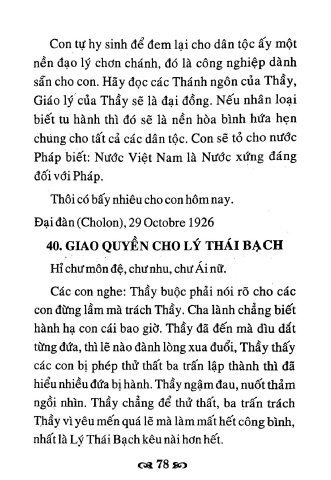 Con tự hy sinh để đem lại cho dân tộc ấy một
nền đạo lý chơn chánh, đó là công nghiệp dành
sẵn cho con. Hãy đọc các Thánh ngôn của Thầy,
Giáo lý của Thầy sẽ là đại đồng. Nếu nhân loại
biết tu hành thì đó sẽ là nền hòa bình hứa hẹn
chung cho tất cả các dân tộc. Con sẽ tỏ cho nước
Pháp biết: Nước Việt Nam là Nước xứng đáng
đối với Pháp.
Thôi có bấy nhiêu cho con hôm nay.
Đại đàn (Cholon), 29 Octobre 1926
40. GIAO QUYỀN CHO LÝ THÁI BẠCH
Hỉ chư môn đệ, chư nhu, chư Ái nữ.
Các con nghe: Thầy buộc phải nói rõ cho các
con đừng lầm mà trách Thầy. Cha lành chẳng biết
hành hạ con cái bao giờ. Thầy đã đến mà dìu dắt
từng đứa, thì lẽ nào đành lòng xua đuổi, Thầy thấy
các con bị phép thử thất ba trấn lập thành thì đã
hiểu nhiều đứa bị hành. Thầy ngậm đau, nuốt thảm
ngồi nhìn. Thầy chẳng để thử thất, ba trấn trách
Thầy vì yêu mến quá lẽ mà làm mất hết công bình,
nhất là Lý Thái Bạch kêu nài hơn hết.
78